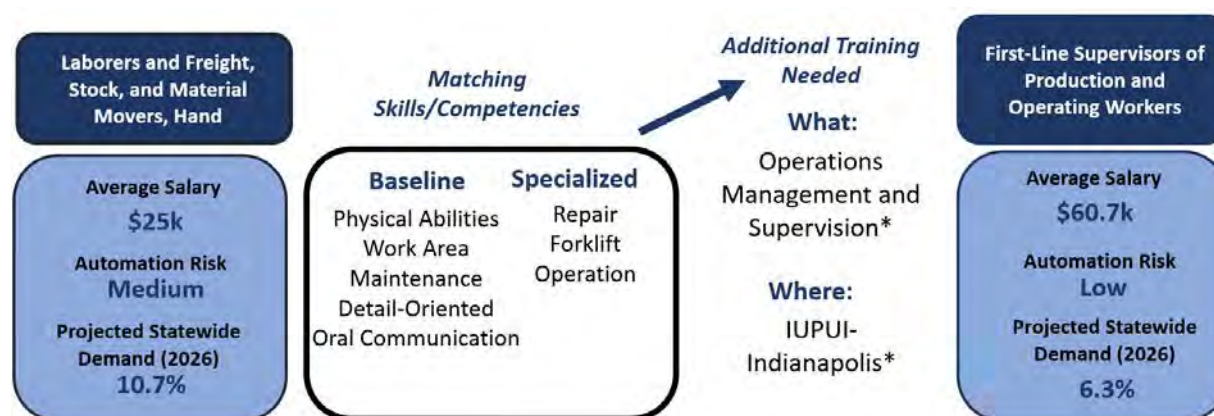 Laborers and Freight,
Stock, and Material
Movers, Hand
Average Salary
$25k
Automation Risk
Medium
Projected Statewide
Demand (2026)
10.7%
Matching
Skills/Competencies
Baseline
Physical Abilities
Work Area
Maintenance
Detail-Oriented
Oral Communication
Specialized
Repair
Forklift
Operation
Additional Training
Needed
What:
Operations
Management and
Supervision*
Where:
IUPUI-
Indianapolis*
First-Line Supervisors of
Production and
Operating Workers
Average Salary
$60.7k
Automation Risk
Low
Projected Statewide
Demand (2026)
6.3%